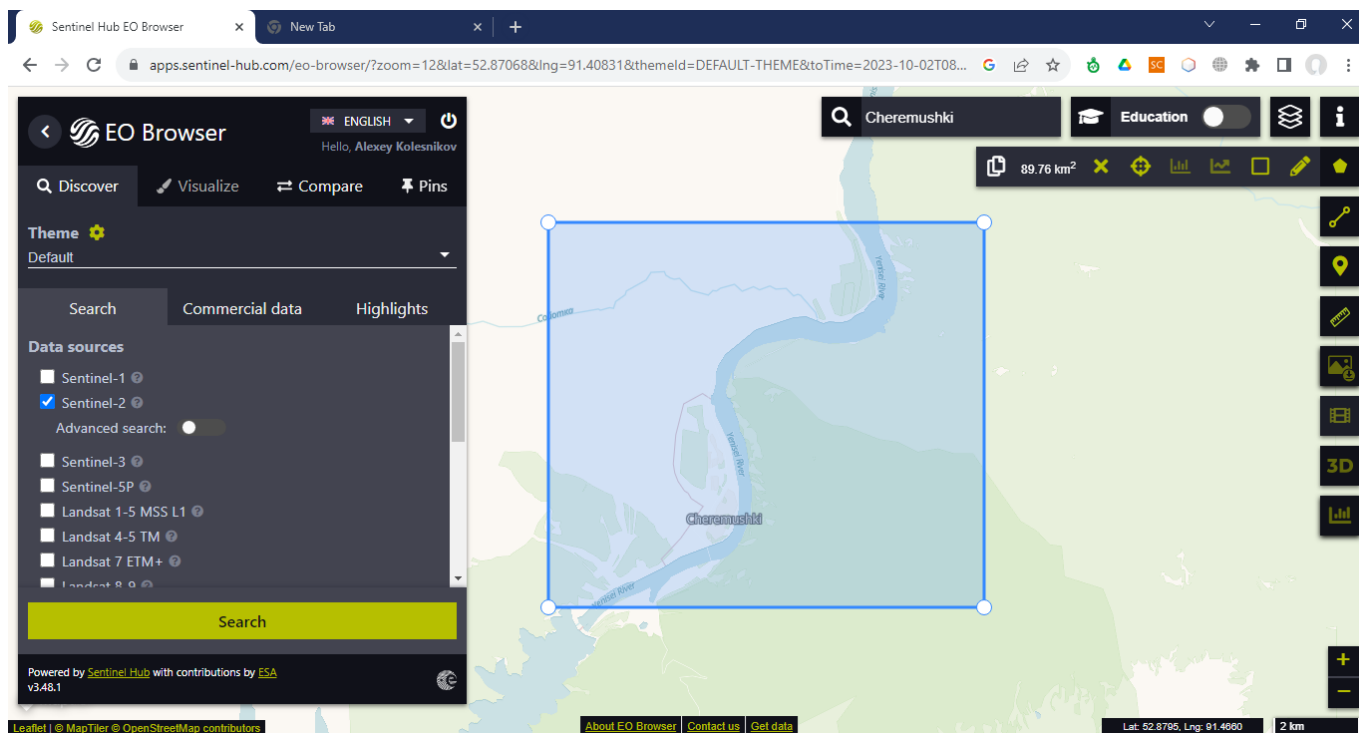 Sentinel Hub EO Browser
New Tab
apps.sentinel-hub.com/eo-browser/?zoom=12&lat=52.87068&lng=91.40831&themeId=DEFAULT-THEME&toTime=2023-10-02T08...
EO Browser
ENGLISH
Hello, Alexey Kolesnikov
Cheremushki
Education
Discover
Visualize
Compare
Pins
89.76 km²
Theme
Default
Search
Commercial data
Highlights
Data sources
Sentinel-1
Sentinel-2
Advanced search:
Sentinel-3
Sentinel-5P
Landsat 1-5 MSS L1
Landsat 4-5 TM
Landsat 7 ETM+
Landsat 8-9
Search
Powered by Sentinel Hub with contributions by ESA
v3.48.1
Yenisei River
Yenisei River
Cheremushki
Yenisei River
3D
Leaflet | © MapTiler © OpenStreetMap contributors
About EO Browser
Contact us
Get data
Lat: 52.8795, Lng: 91.4660
2 km